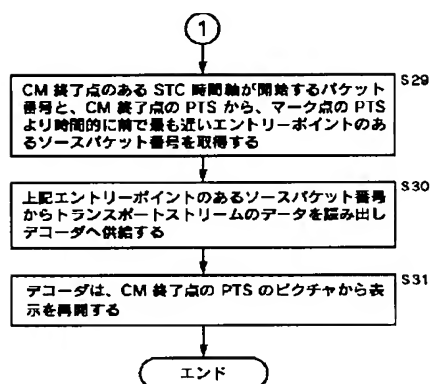 1
CM 終了点のある STC 時間軸が開始するパケット
番号と、CM 終了点の PTS から、マーク点の PTS
より時間的に前で最も近いエントリーポイントのあ
るソースパケット番号を取得する
S29
上記エントリーポイントのあるソースパケット番号
からトランスポートストリームのデータを読み出し
デコーダへ供給する
S30
デコーダは、CM 終了点の PTS のピクチャから表
示を再開する
S31
エンド